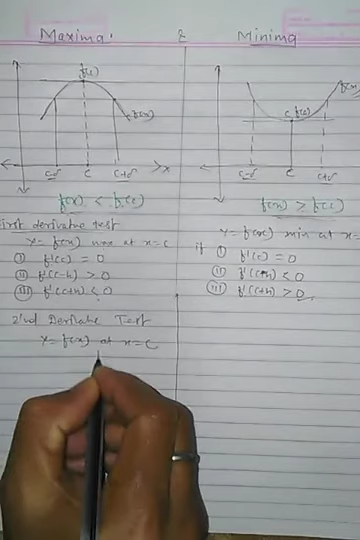 Maxima & Minima
f(c)
f(x)
c-δ c c+δ x
f(x) < f(c)
First derivative test
y = f(x) max at x=c
(i) f'(c) = 0
(ii) f'(c-h) > 0
(iii) f'(c+h) < 0
2nd Derivative Test
y = f(x) at x = c
f(x)
c f(c)
c-δ c c+δ
f(x) ≥ f(c)
y = f(x) min at x=
if (i) f'(c) = 0
(ii) f'(c-h) < 0
(iii) f'(c+h) > 0